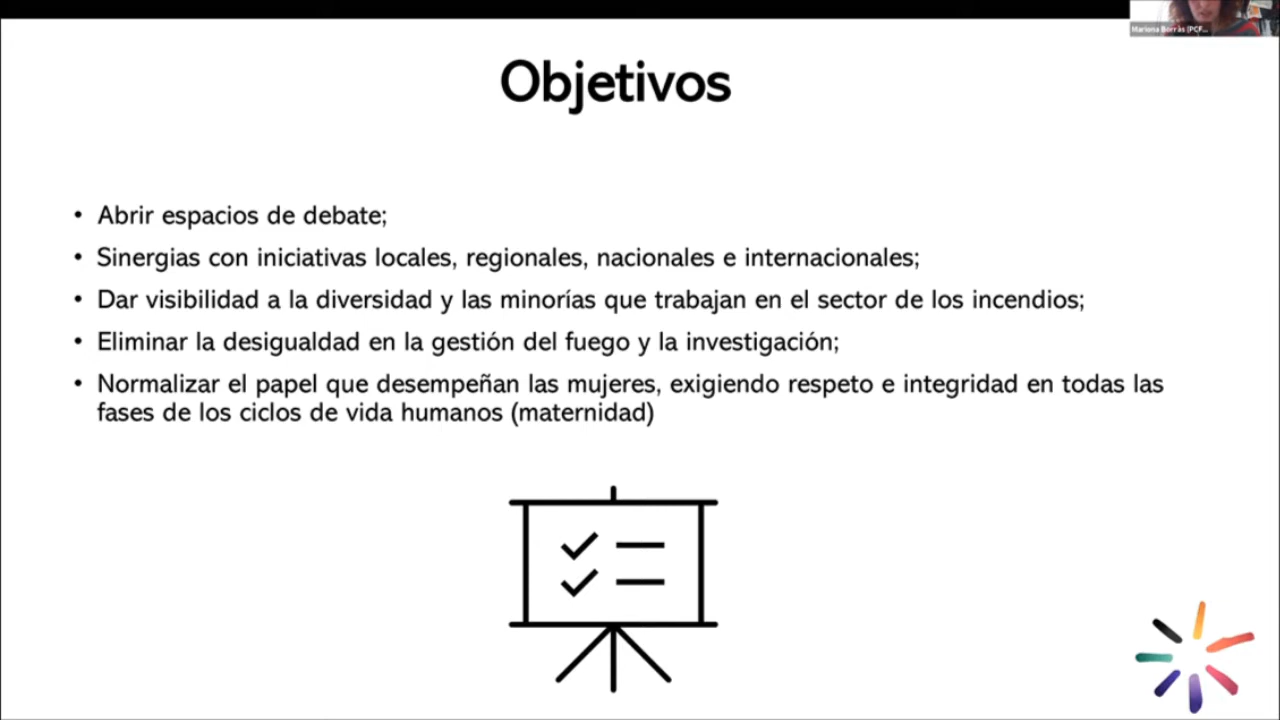 Mariona Borràs (PCF...
Objetivos
• Abrir espacios de debate;
• Sinergias con iniciativas locales, regionales, nacionales e internacionales;
• Dar visibilidad a la diversidad y las minorías que trabajan en el sector de los incendios;
• Eliminar la desigualdad en la gestión del fuego y la investigación;
• Normalizar el papel que desempeñan las mujeres, exigiendo respeto e integridad en todas las
fases de los ciclos de vida humanos (maternidad)